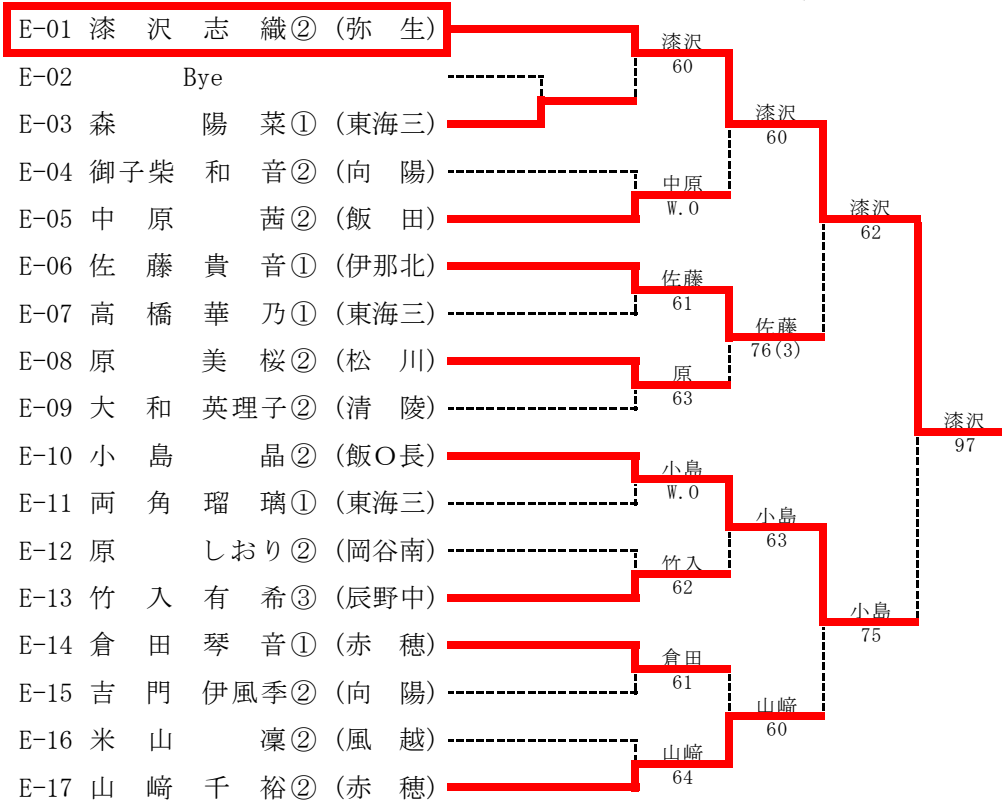 E-01 漆 沢 志 織② (弥 生)
E-02 Bye
E-03 森 陽 菜① (東海三)
E-04 御子柴 和 音② (向 陽)
E-05 中 原 茜② (飯 田)
E-06 佐 藤 貴 音① (伊那北)
E-07 高 橋 華 乃① (東海三)
E-08 原 美 桜② (松 川)
E-09 大 和 英理子② (清 陵)
E-10 小 島 晶② (飯O長)
E-11 両 角 瑠 璃① (東海三)
E-12 原 しおり② (岡谷南)
E-13 竹 入 有 希③ (辰野中)
E-14 倉 田 琴 音① (赤 穂)
E-15 吉 門 伊風季② (向 陽)
E-16 米 山 凜② (風 越)
E-17 山 﨑 千 裕② (赤 穂)
漆沢
60
中原
W.O
佐藤
61
原
63
小島
W.O
竹入
62
倉田
61
山﨑
64
漆沢
60
佐藤
76(3)
小島
63
山﨑
60
漆沢
62
小島
75
漆沢
97